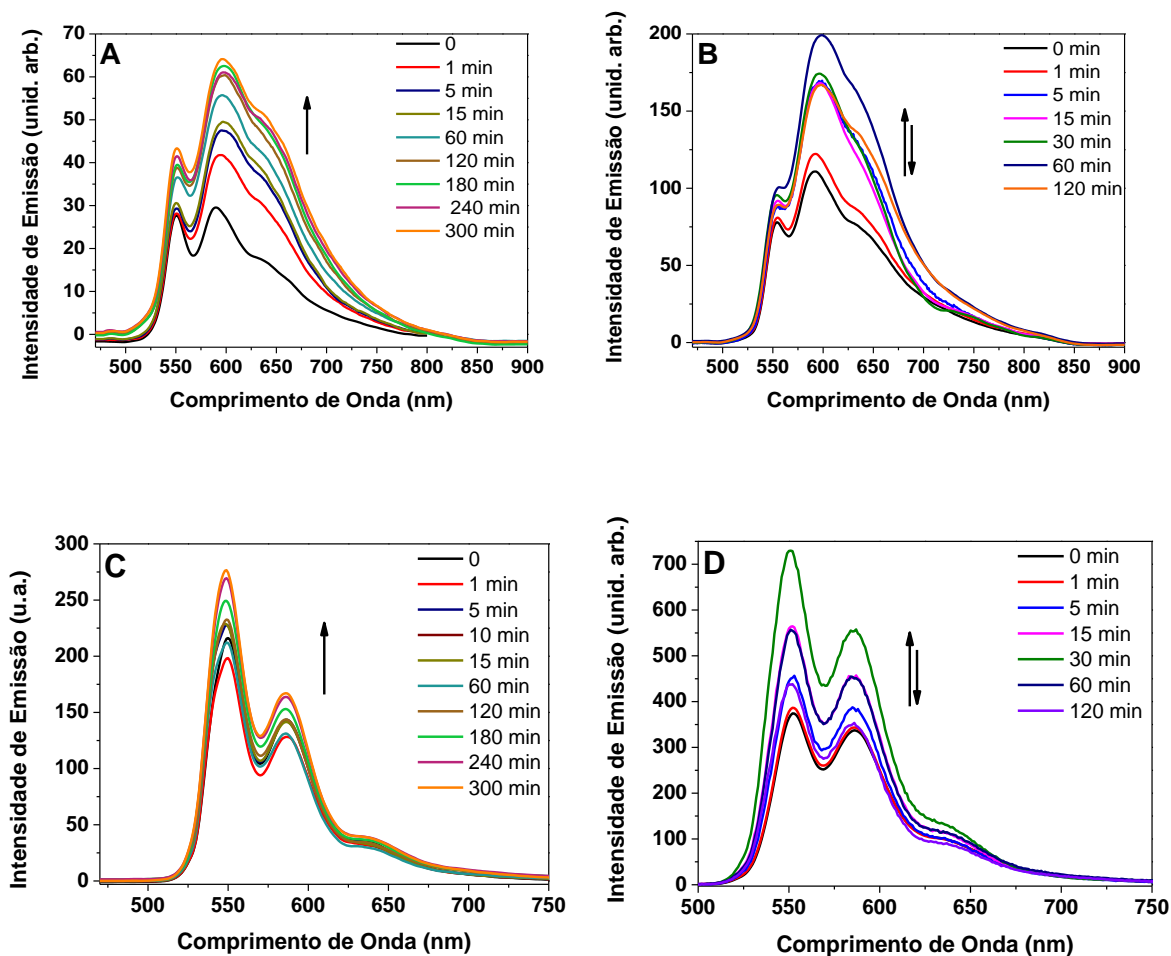 A
Intensidade de Emissão (unid. arb.)
70
60
50
40
30
20
10
0
500 550 600 650 700 750 800 850 900
Comprimento de Onda (nm)
0
1 min
5 min
15 min
60 min
120 min
180 min
240 min
300 min
B
Intensidade de Emissão (unid. arb.)
200
150
100
50
0
500 550 600 650 700 750 800 850 900
Comprimento de Onda (nm)
0 min
1 min
5 min
15 min
30 min
60 min
120 min
C
Intensidade de Emissão (u.a.)
300
250
200
150
100
50
0
500 550 600 650 700 750
Comprimento de Onda (nm)
0
1 min
5 min
10 min
15 min
60 min
120 min
180 min
240 min
300 min
D
Intensidade de Emissão (unid. arb.)
700
600
500
400
300
200
100
0
500 550 600 650 700 750
Comprimento de Onda (nm)
0 min
1 min
5 min
15 min
30 min
60 min
120 min